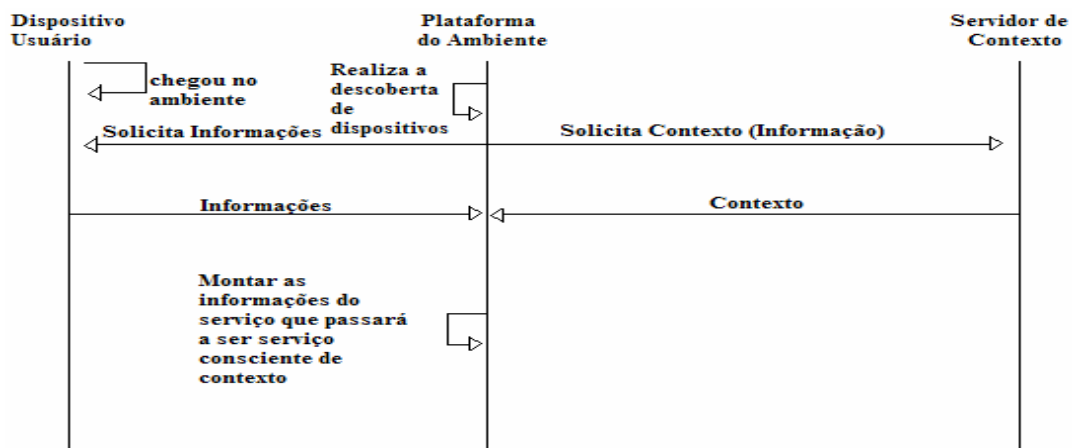 Dispositivo
Usuário
Plataforma
do Ambiente
Servidor de
Contexto
chegou no
ambiente
Realiza a
descoberta
de
dispositivos
Solicita Informações
Solicita Contexto (Informação)
Informações
Contexto
Montar as
informações do
serviço que passará
a ser serviço
consciente de
contexto